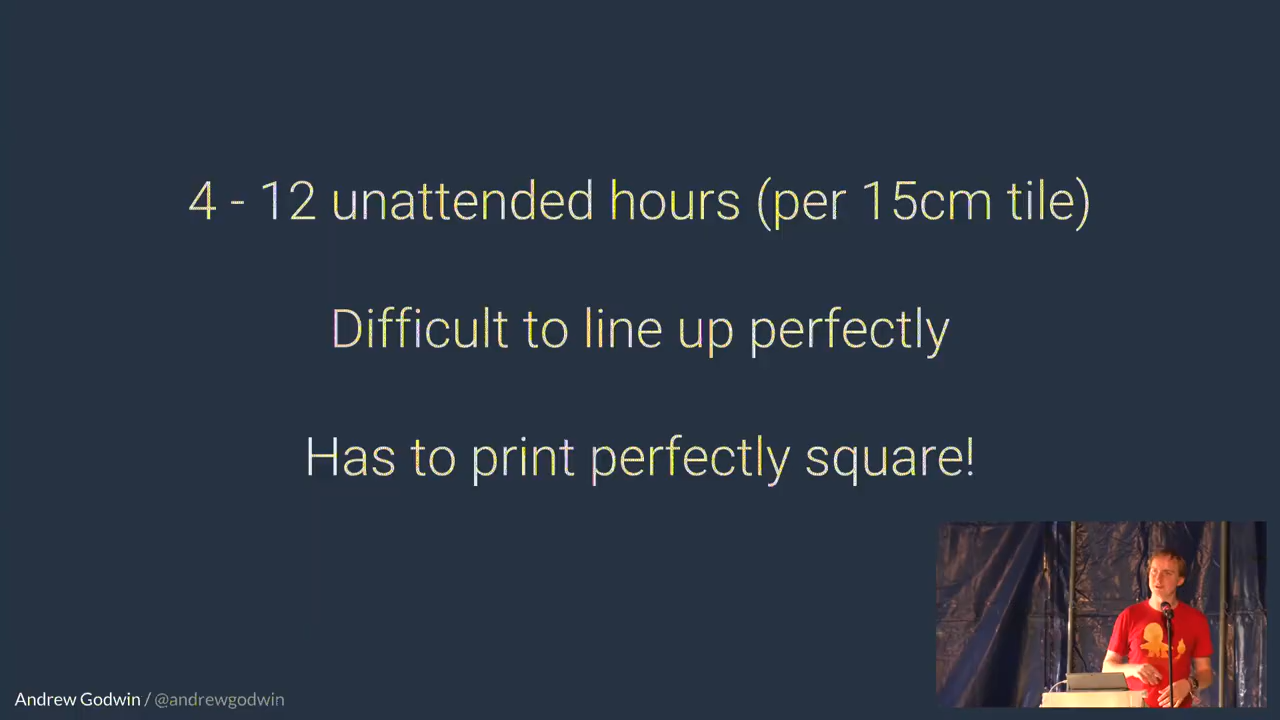 4 - 12 unattended hours (per 15cm tile)
Difficult to line up perfectly
Has to print perfectly square!
Andrew Godwin / @andrewgodwin